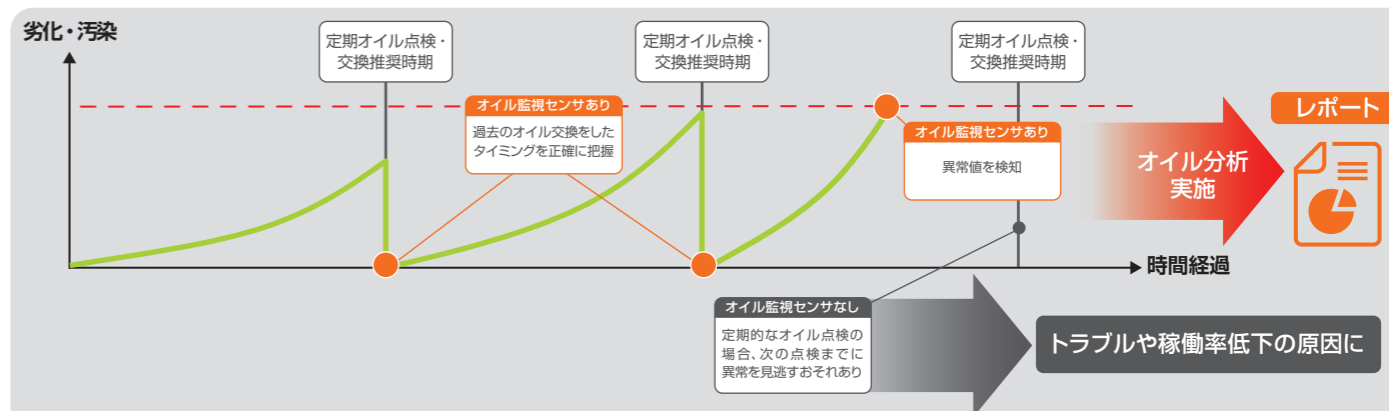 劣化・汚染
定期オイル点検・
交換推奨時期
定期オイル点検・
交換推奨時期
定期オイル点検・
交換推奨時期
オイル監視センサあり
過去のオイル交換をした
タイミングを正確に把握
オイル監視センサあり
異常値を検知
オイル分析
実施
レポート
時間経過
オイル監視センサなし
定期的なオイル点検の
場合、次の点検までに
異常を見逃すおそれあり
トラブルや稼働率低下の原因に